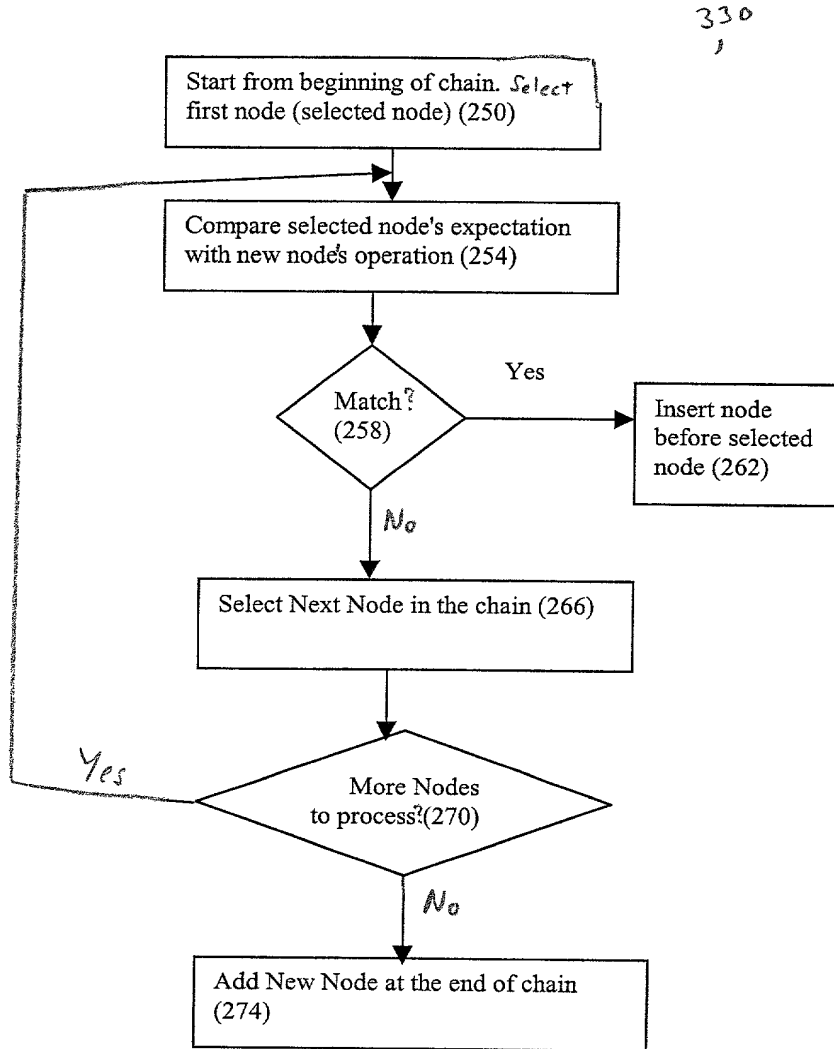 330
Start from beginning of chain. Select
first node (selected node) (250)
Compare selected node's expectation
with new node's operation (254)
Match?
(258)
Yes
Insert node
before selected
node (262)
No
Select Next Node in the chain (266)
More Nodes
to process?(270)
Yes
No
Add New Node at the end of chain
(274)